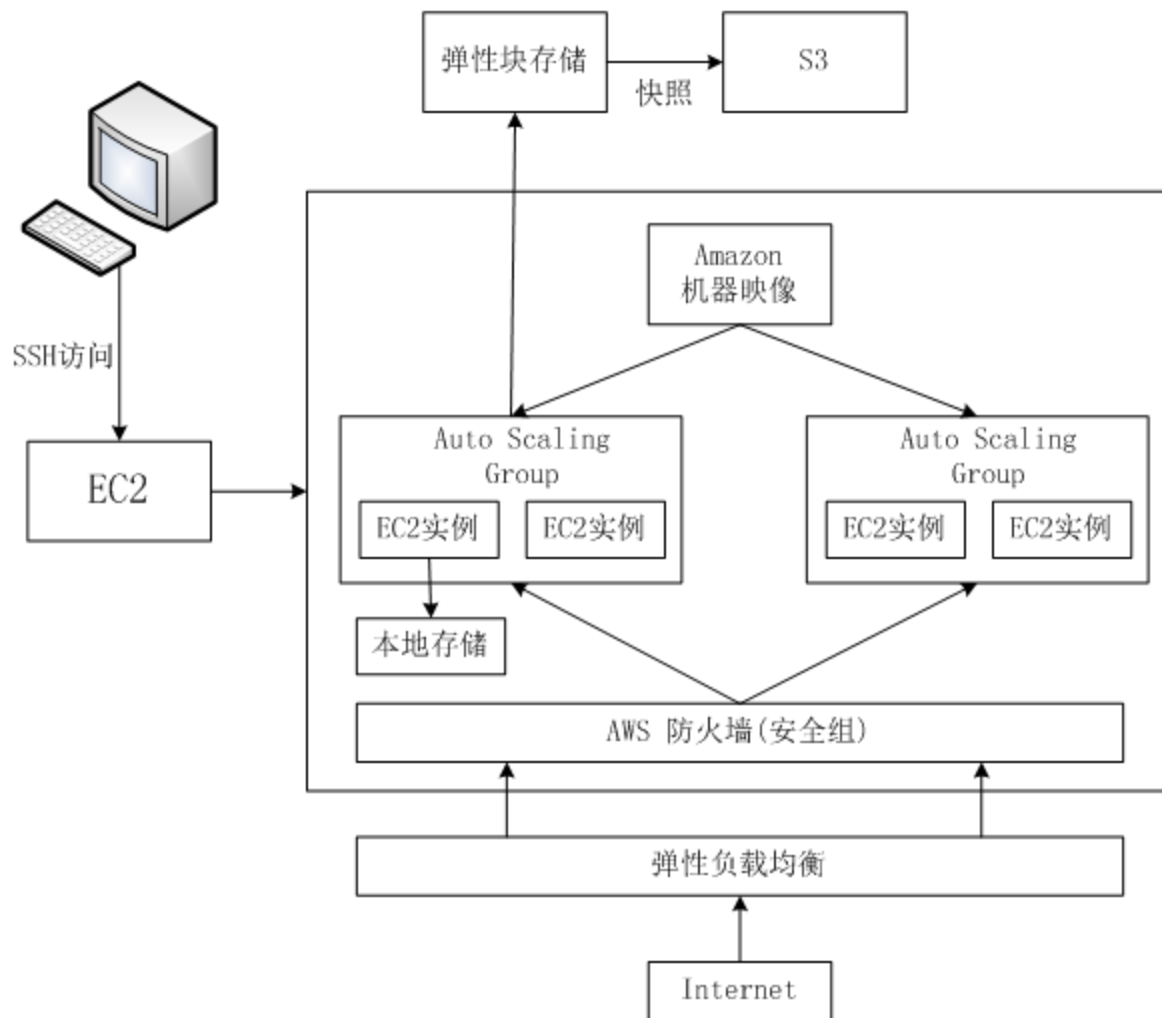 弹性块存储
快照
S3
Amazon
机器映像
SSH访问
EC2
Auto Scaling
Group
EC2实例
EC2实例
Auto Scaling
Group
EC2实例
EC2实例
本地存储
AWS 防火墙(安全组)
弹性负载均衡
Internet